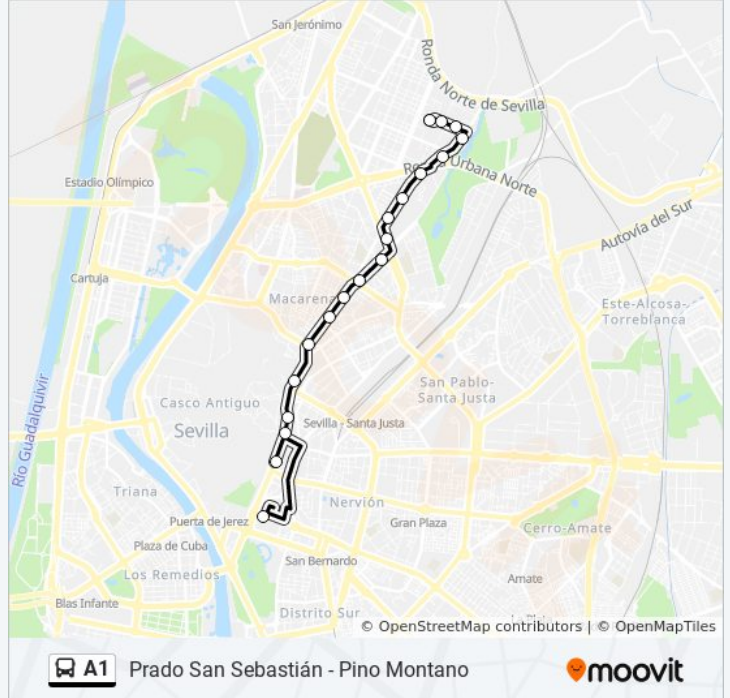 San Jerónimo
Ronda Norte de Sevilla
Ronda Urbana Norte
Estadio Olímpico
Autovía del Sur
Cartuja
Macarena
Este-Alcosa-
Torreblanca
San Pablo-
Santa Justa
Casco Antiguo
Sevilla
Sevilla - Santa Justa
Río Guadalquivir
Triana
Nervión
Puerta de Jerez
Gran Plaza
Cerro-Amate
Plaza de Cuba
San Bernardo
Los Remedios
Amate
Blas Infante
Distrito Sur
© OpenStreetMap contributors | © OpenMapTiles
A1 Prado San Sebastián - Pino Montano
moovit